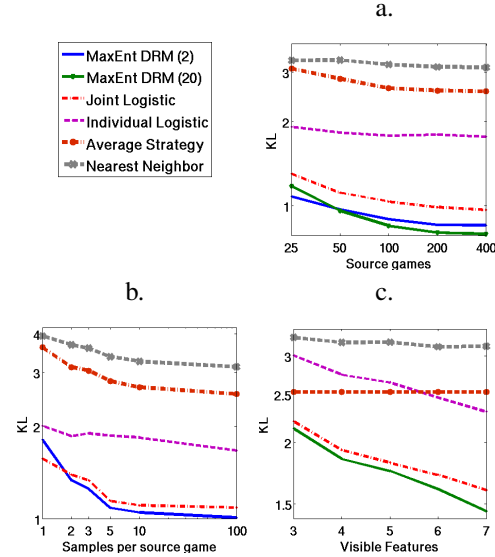 a.
MaxEnt DRM (2)
MaxEnt DRM (20)
Joint Logistic
Individual Logistic
Average Strategy
Nearest Neighbor
3
2
1
KL
25 50 100 200 400
Source games
b.
4
3
2
1
KL
1 2 3 5 10 100
Samples per source game
c.
3
2.5
2
1.5
KL
3 4 5 6 7
Visible Features